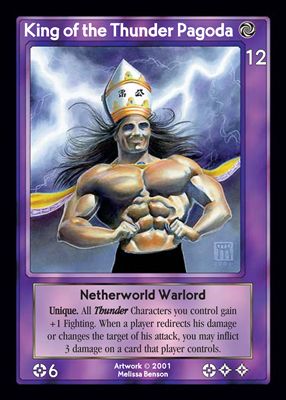 King of the Thunder Pagoda
12
Netherworld Warlord
Unique. All Thunder Characters you control gain
+1 Fighting. When a player redirects his damage
or changes the target of his attack, you may inflict
3 damage on a card that player controls.
6
Artwork © 2001
Melissa Benson